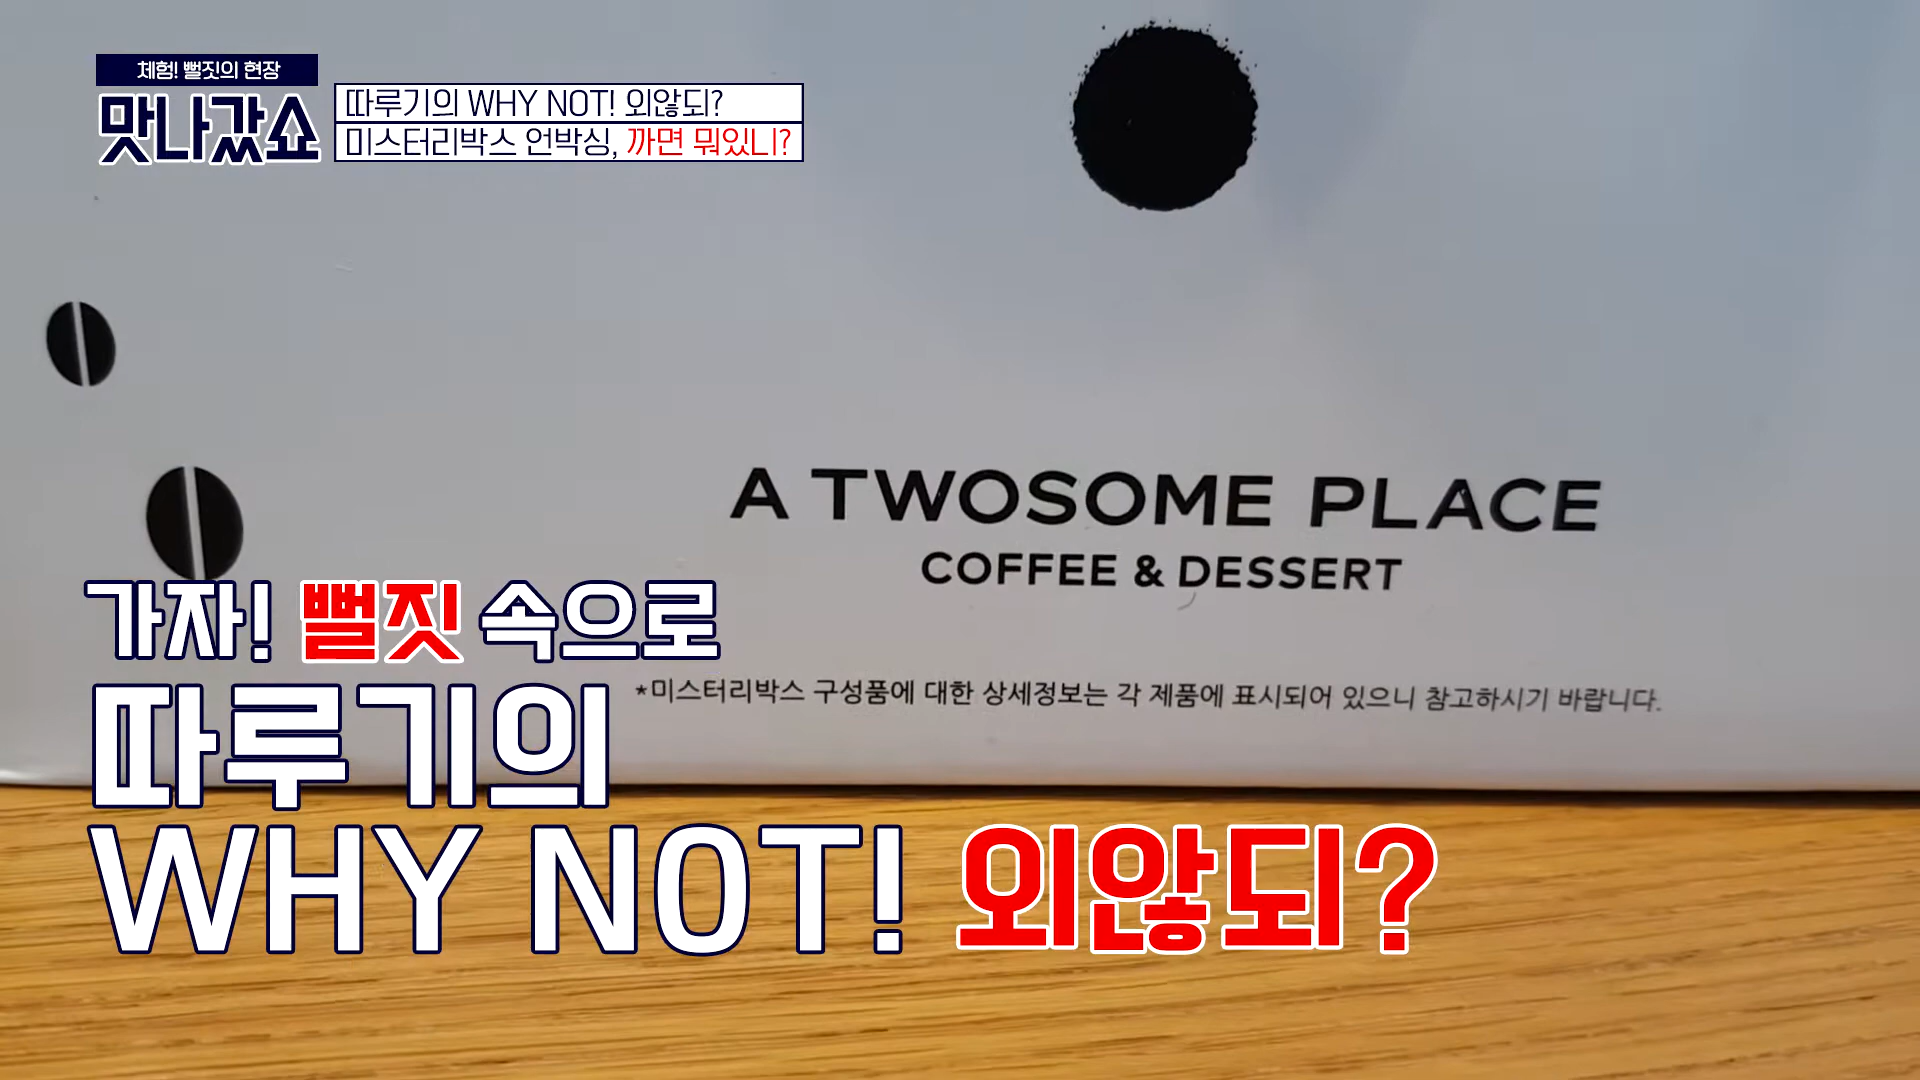 체험! 뻘짓의 현장
맛나갔쇼
따루기의 WHY NOT! 외않되?
미스터리박스 언박싱, 까면 뭐있니?
A TWOSOME PLACE
COFFEE & DESSERT
*미스터리박스 구성품에 대한 상세정보는 각 제품에 표시되어 있으니 참고하시기 바랍니다.
가자! 뻘짓 속으로
따루기의
WHY NOT! 외않되?